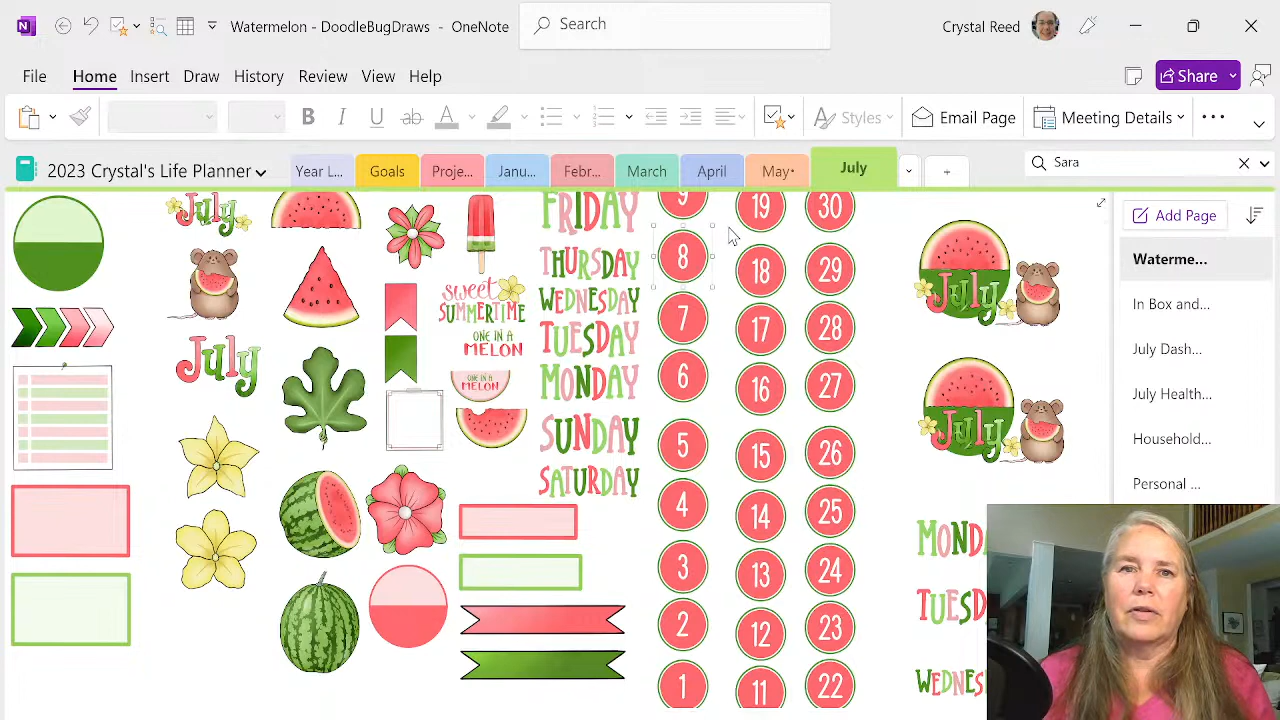 Watermelon - DoodleBugDraws - OneNote
Search
Crystal Reed
File Home Insert Draw History Review View Help
Share
B I U ab A
Styles
Email Page
Meeting Details
2023 Crystal's Life Planner
Year L...
Goals
Proje...
Janu...
Febr...
March
April
May•
July
+
Sara
Add Page
Waterme...
In Box and...
July Dash...
July Health...
Household...
Personal ...
July
July
sweet
SUMMERTIME
ONE IN A
MELON
ONE IN A
MELON
FRIDAY
THURSDAY
WEDNESDAY
TUESDAY
MONDAY
SUNDAY
SATURDAY
9 19 30
8 18 29
7 17 28
6 16 27
5 15 26
4 14 25
3 13 24
2 12 23
1 11 22
July
July
MOND
TUESD
WEDNES